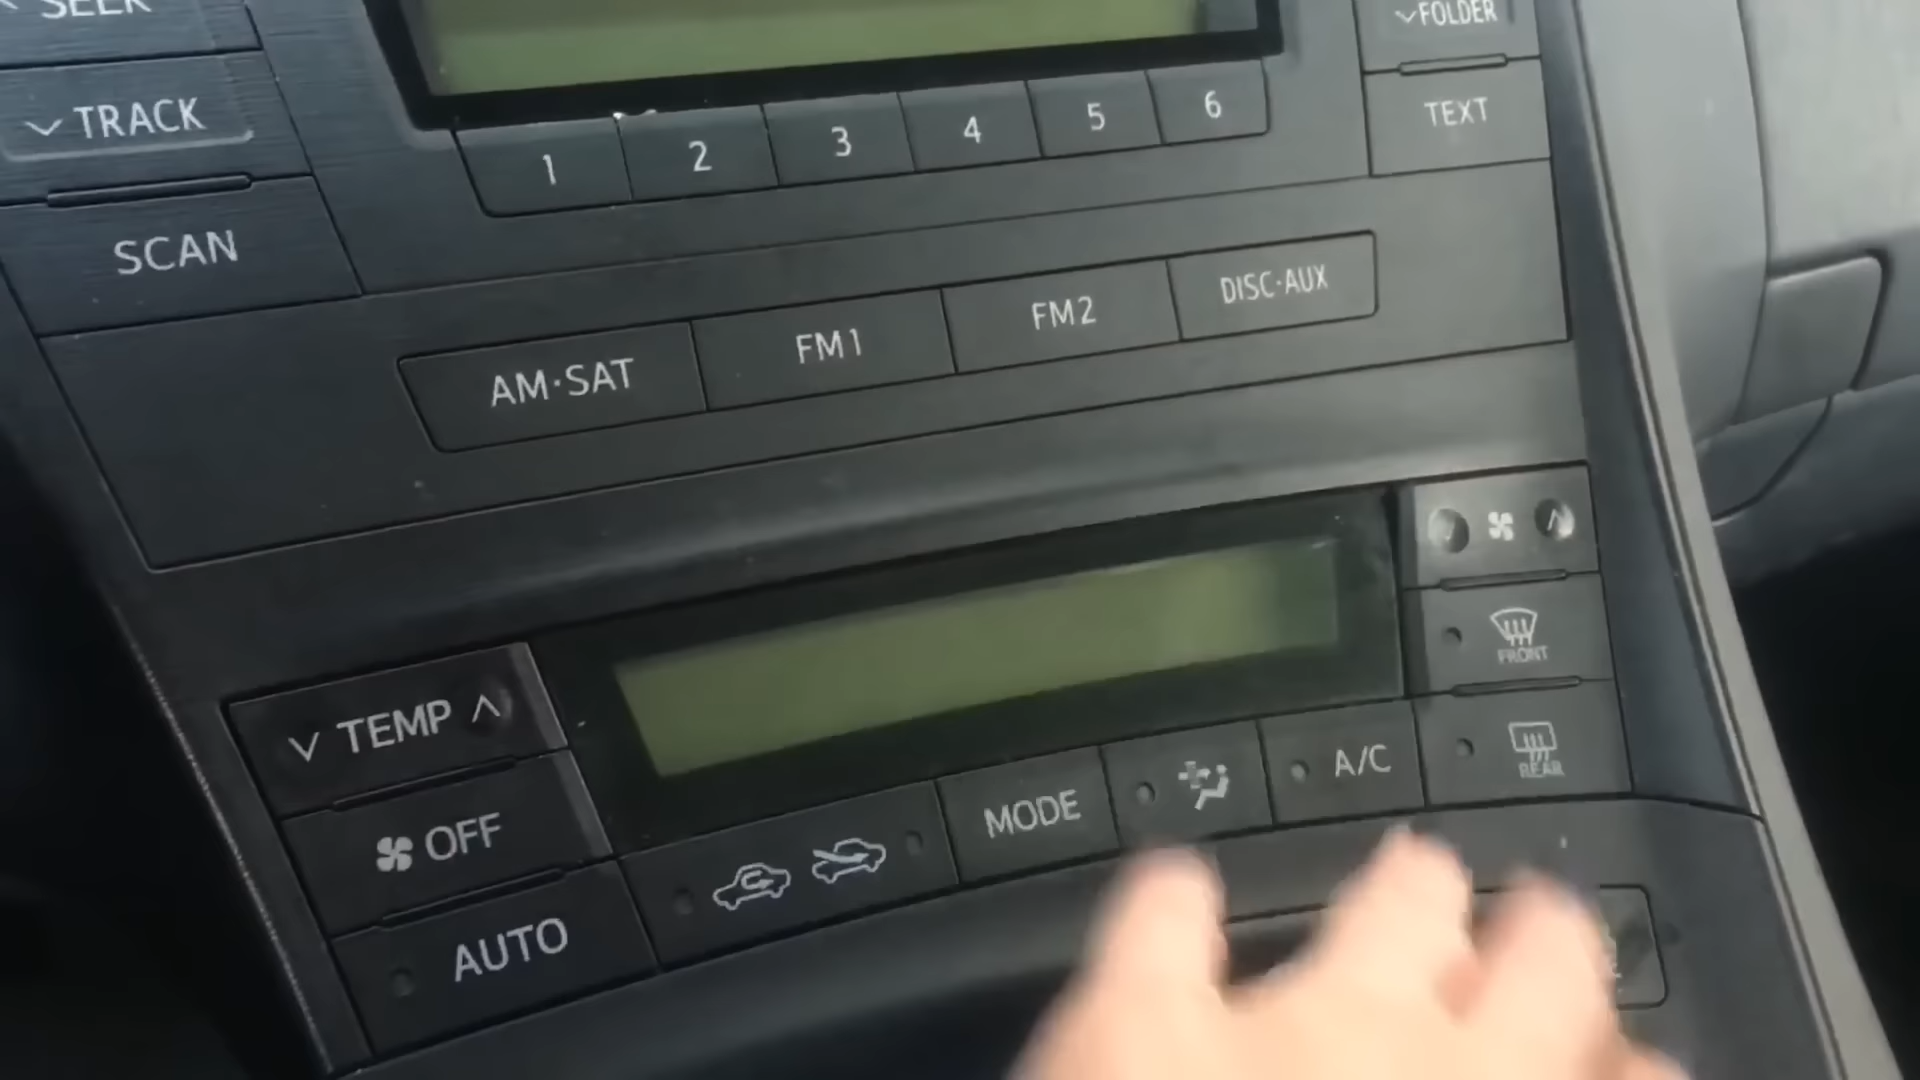 SEEK
TRACK
SCAN
1 2 3 4 5 6
FOLDER
TEXT
AM·SAT FM1 FM2 DISC·AUX
TEMP
OFF
AUTO
MODE
A/C
FRONT
REAR